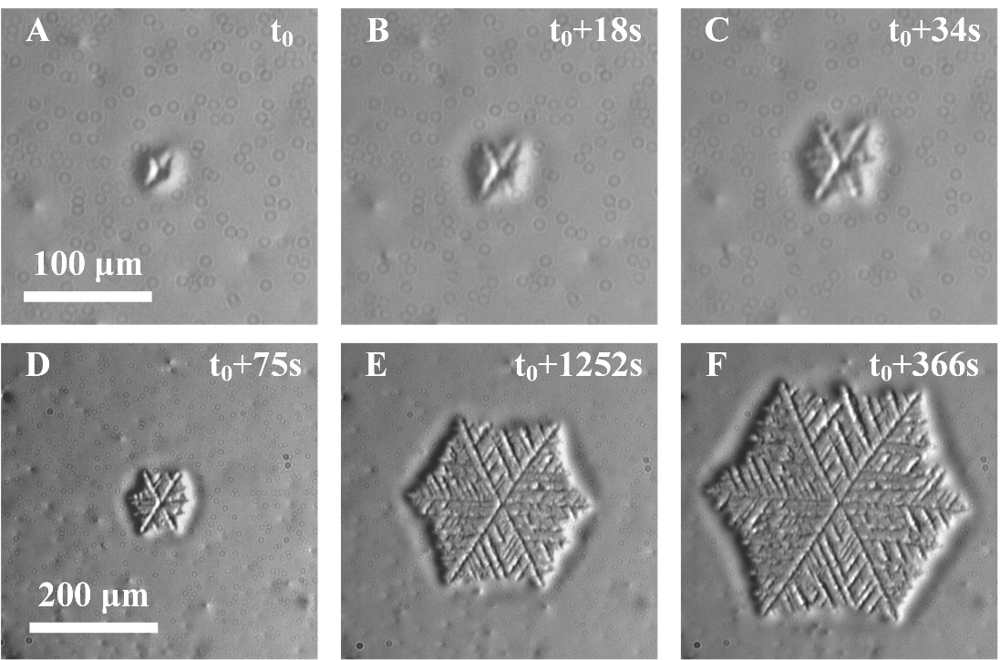 A
t₀
B
t₀+18s
C
t₀+34s
100 μm
D
t₀+75s
E
t₀+1252s
F
t₀+366s
200 μm